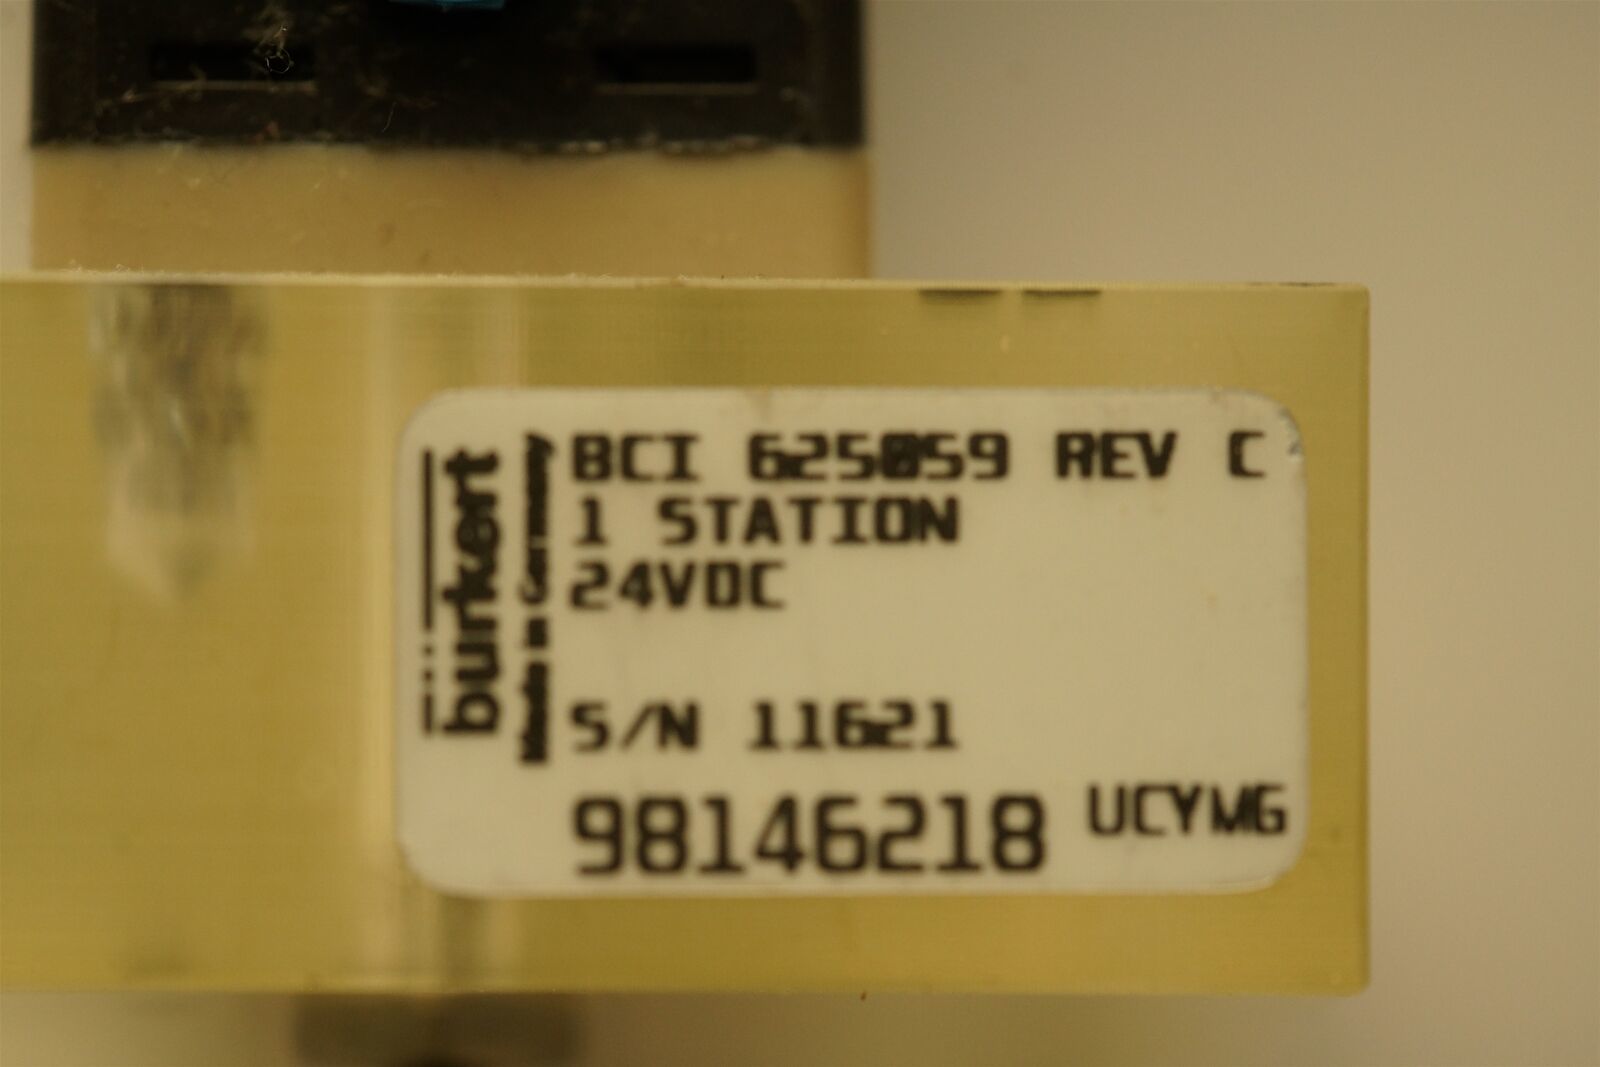 bürkert
Made in Germany
BCI 625059 REV C
1 STATION
24VDC
S/N 11621
98146218 UCYMG